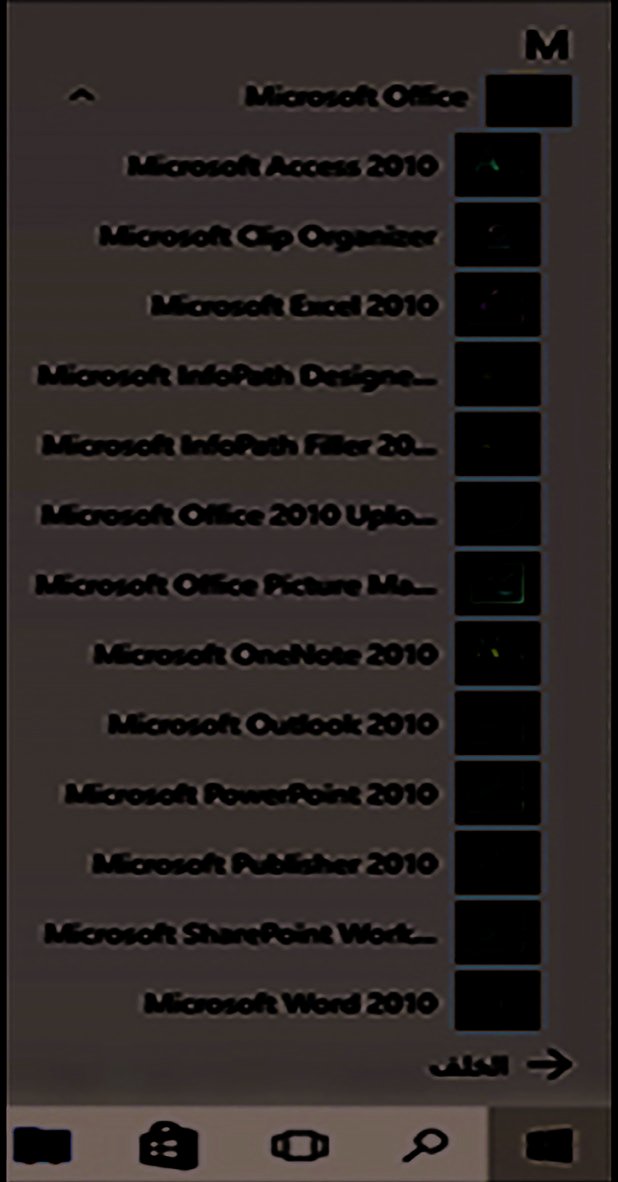 M
Microsoft Office
Microsoft Access 2010
Microsoft Clip Organizer
Microsoft Excel 2010
Microsoft InfoPath Designe...
Microsoft InfoPath Filler 20...
Microsoft Office 2010 Uplo...
Microsoft Office Picture Ma...
Microsoft OneNote 2010
Microsoft Outlook 2010
Microsoft PowerPoint 2010
Microsoft Publisher 2010
Microsoft SharePoint Work...
Microsoft Word 2010
الخلف